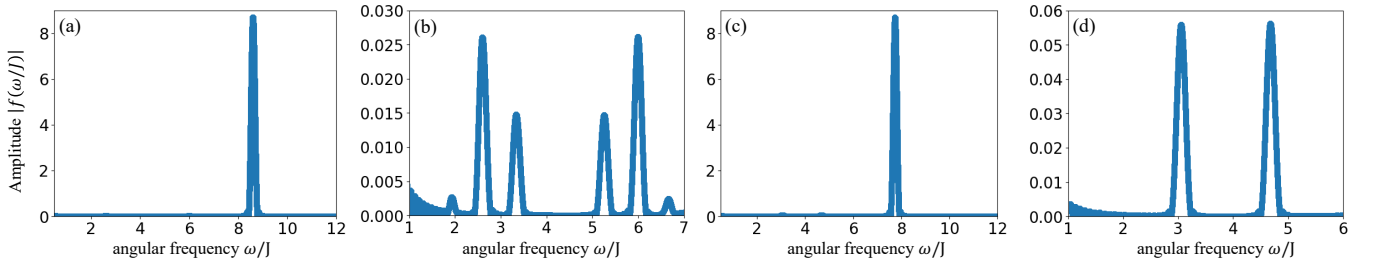 (a)
Amplitude |f(ω/J)|
8
6
4
2
0
2 4 6 8 10 12
angular frequency ω/J
(b)
0.030
0.025
0.020
0.015
0.010
0.005
0.000
1 2 3 4 5 6 7
angular frequency ω/J
(c)
8
6
4
2
0
2 4 6 8 10 12
angular frequency ω/J
(d)
0.06
0.05
0.04
0.03
0.02
0.01
0.00
1 2 3 4 5 6
angular frequency ω/J